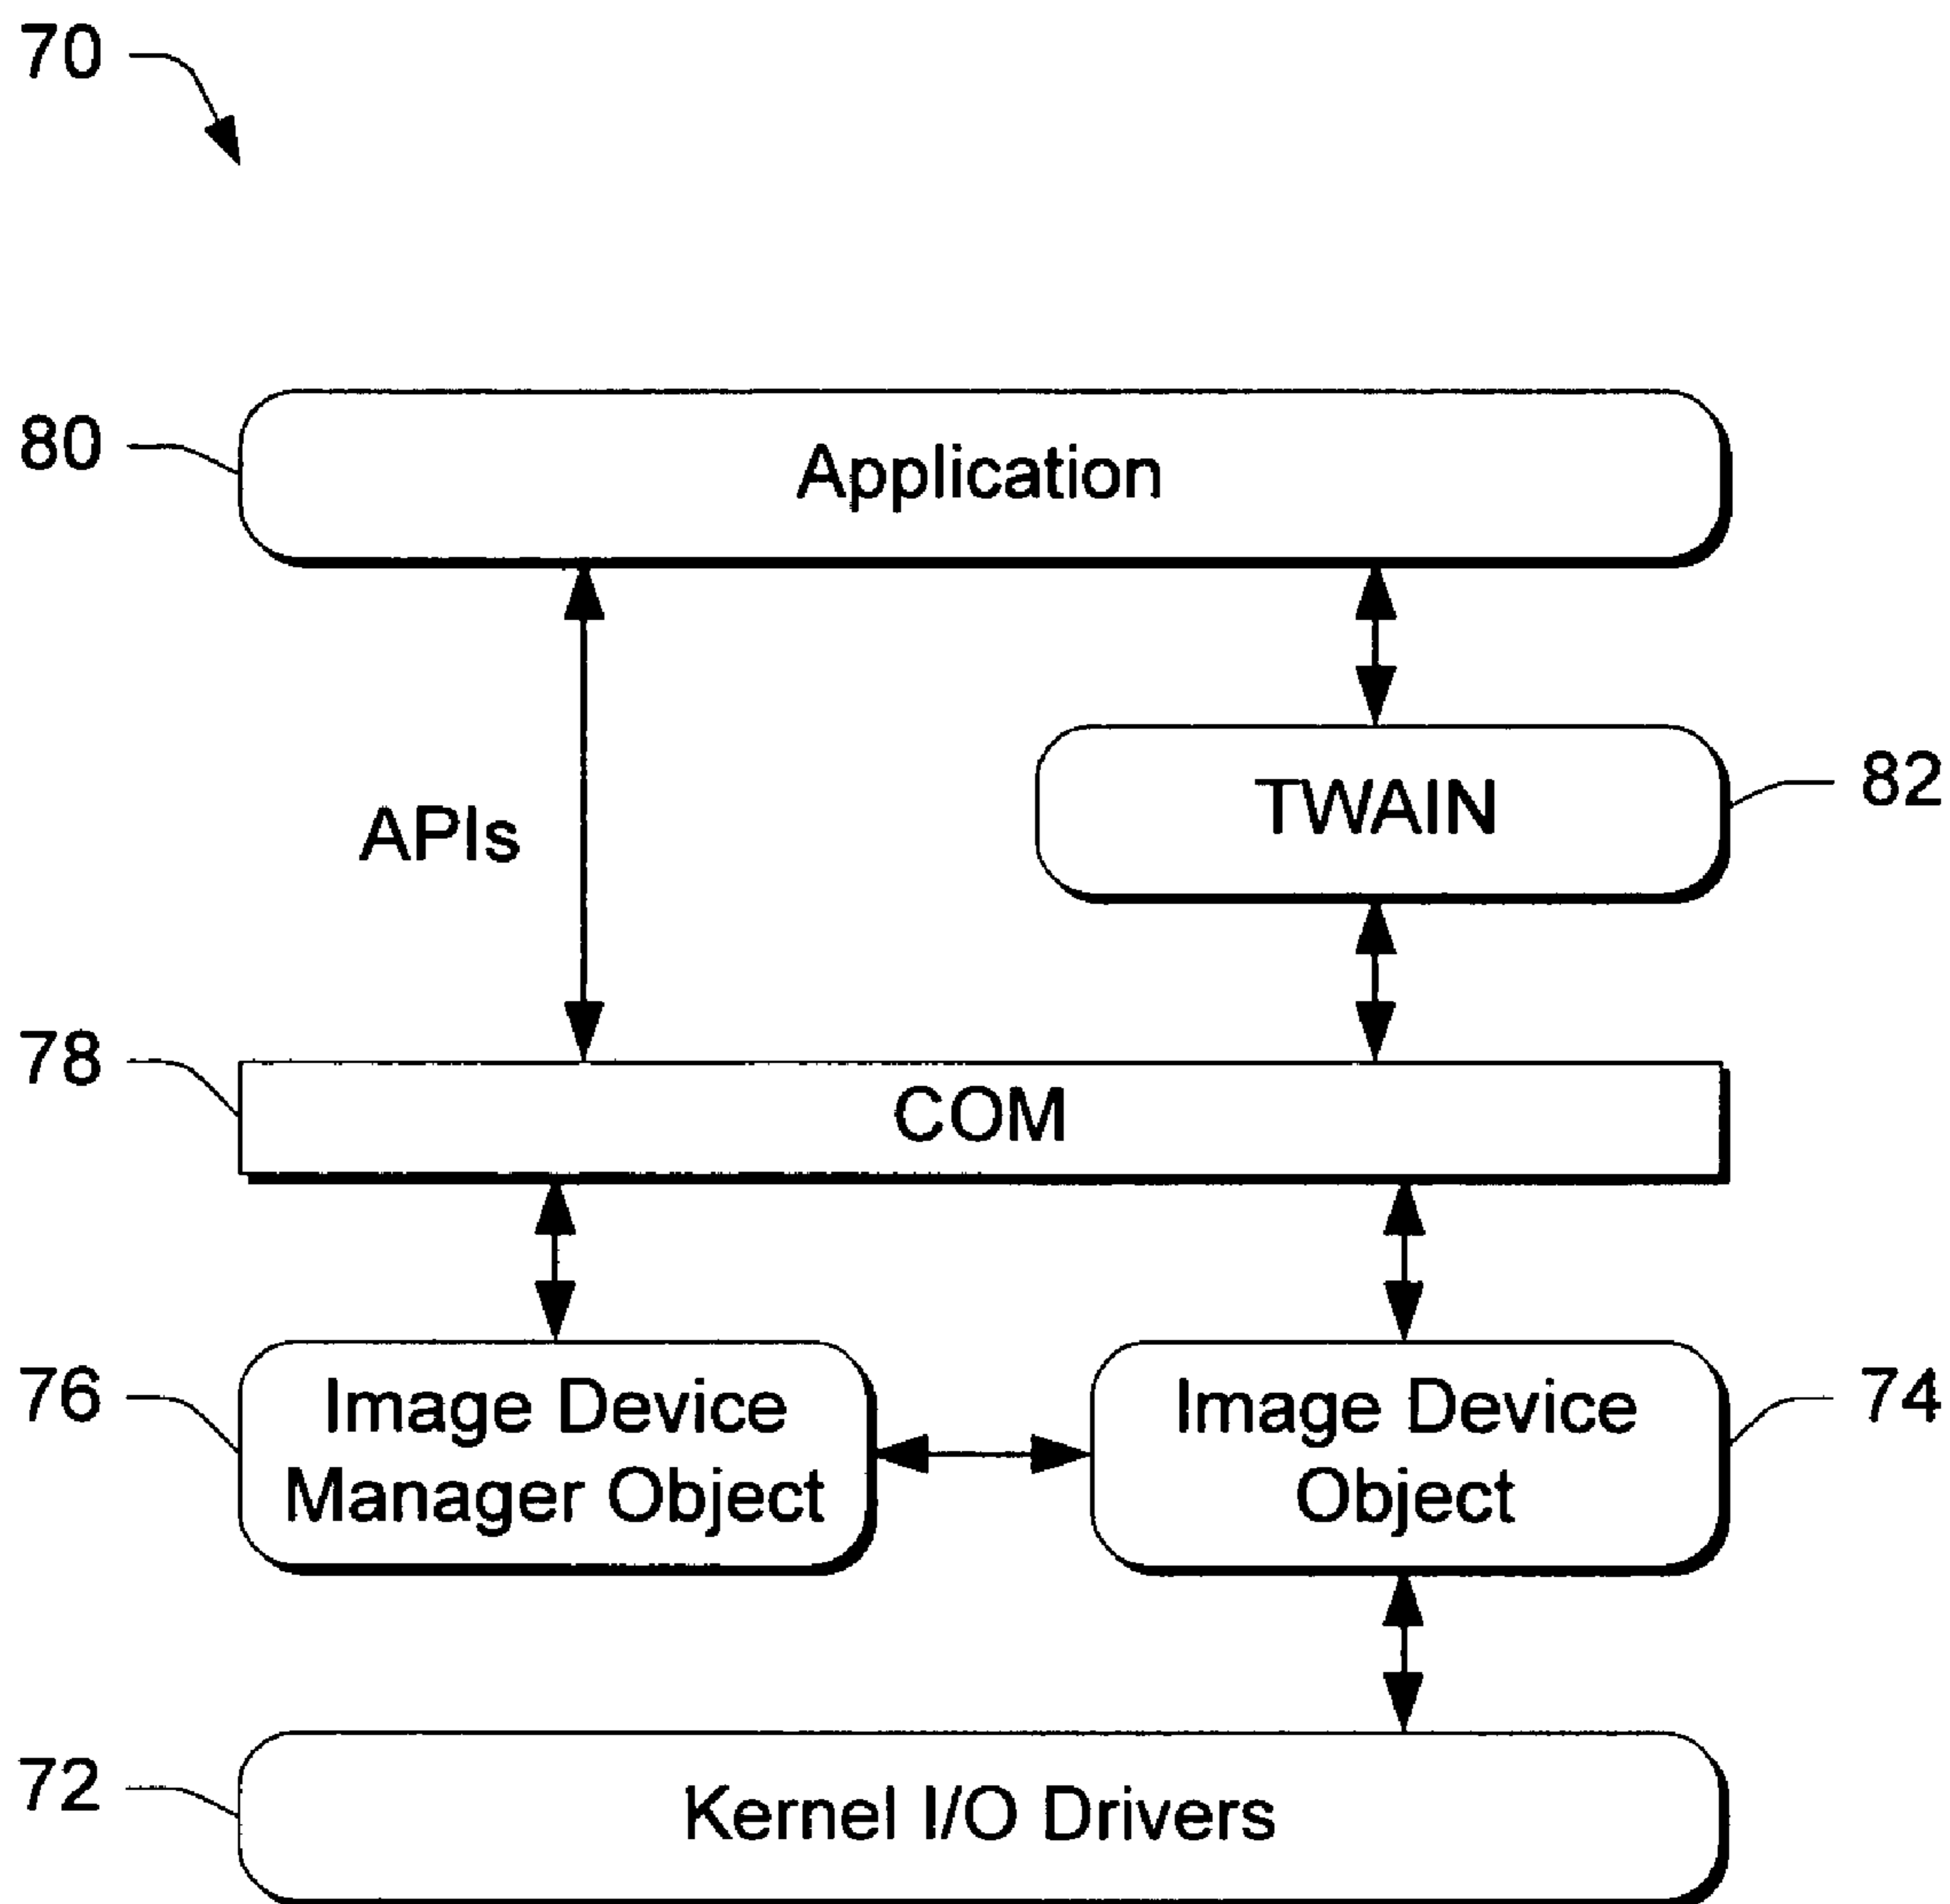 70
80
Application
APIs
TWAIN
82
78
COM
76
Image Device
Manager Object
Image Device
Object
74
72
Kernel I/O Drivers